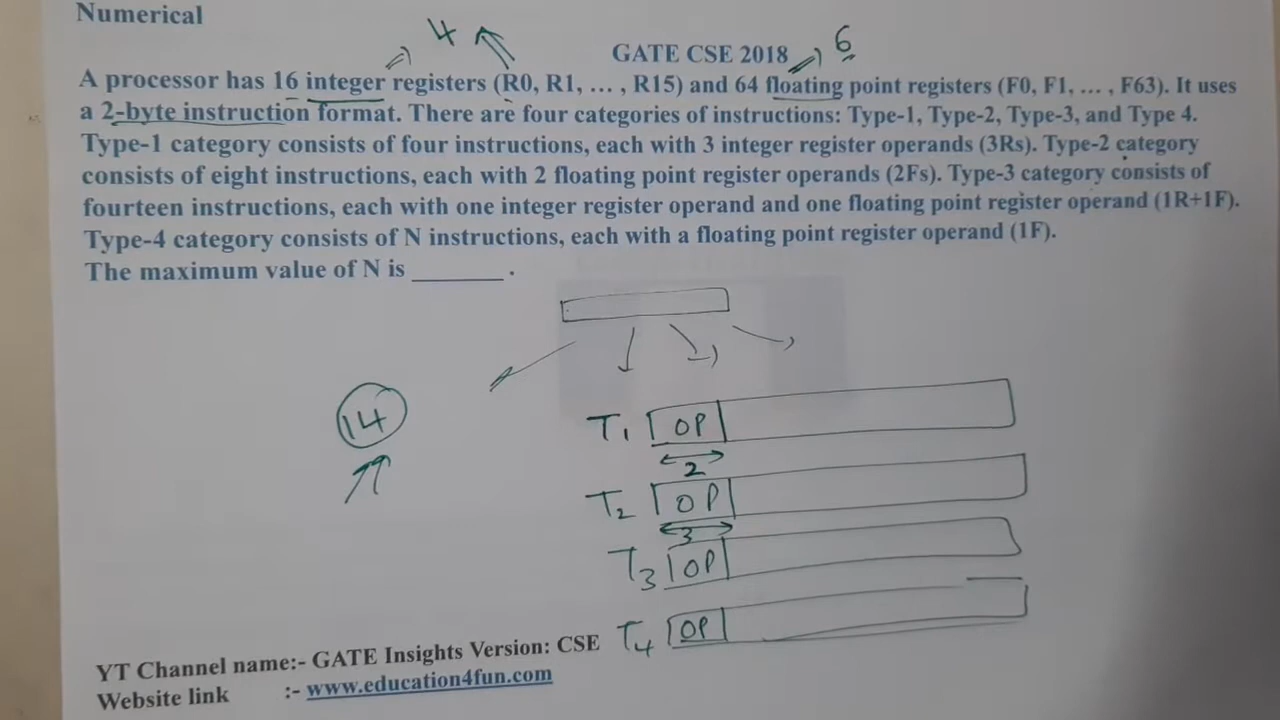 Numerical
4
6
GATE CSE 2018
A processor has 16 integer registers (R0, R1, ... , R15) and 64 floating point registers (F0, F1, ... , F63). It uses
a 2-byte instruction format. There are four categories of instructions: Type-1, Type-2, Type-3, and Type 4.
Type-1 category consists of four instructions, each with 3 integer register operands (3Rs). Type-2 category
consists of eight instructions, each with 2 floating point register operands (2Fs). Type-3 category consists of
fourteen instructions, each with one integer register operand and one floating point register operand (1R+1F).
Type-4 category consists of N instructions, each with a floating point register operand (1F).
The maximum value of N is ________ .
14
T1 OP
2
T2 OP
3
T3 OP
T4 OP
YT Channel name:- GATE Insights Version: CSE
Website link :- www.education4fun.com